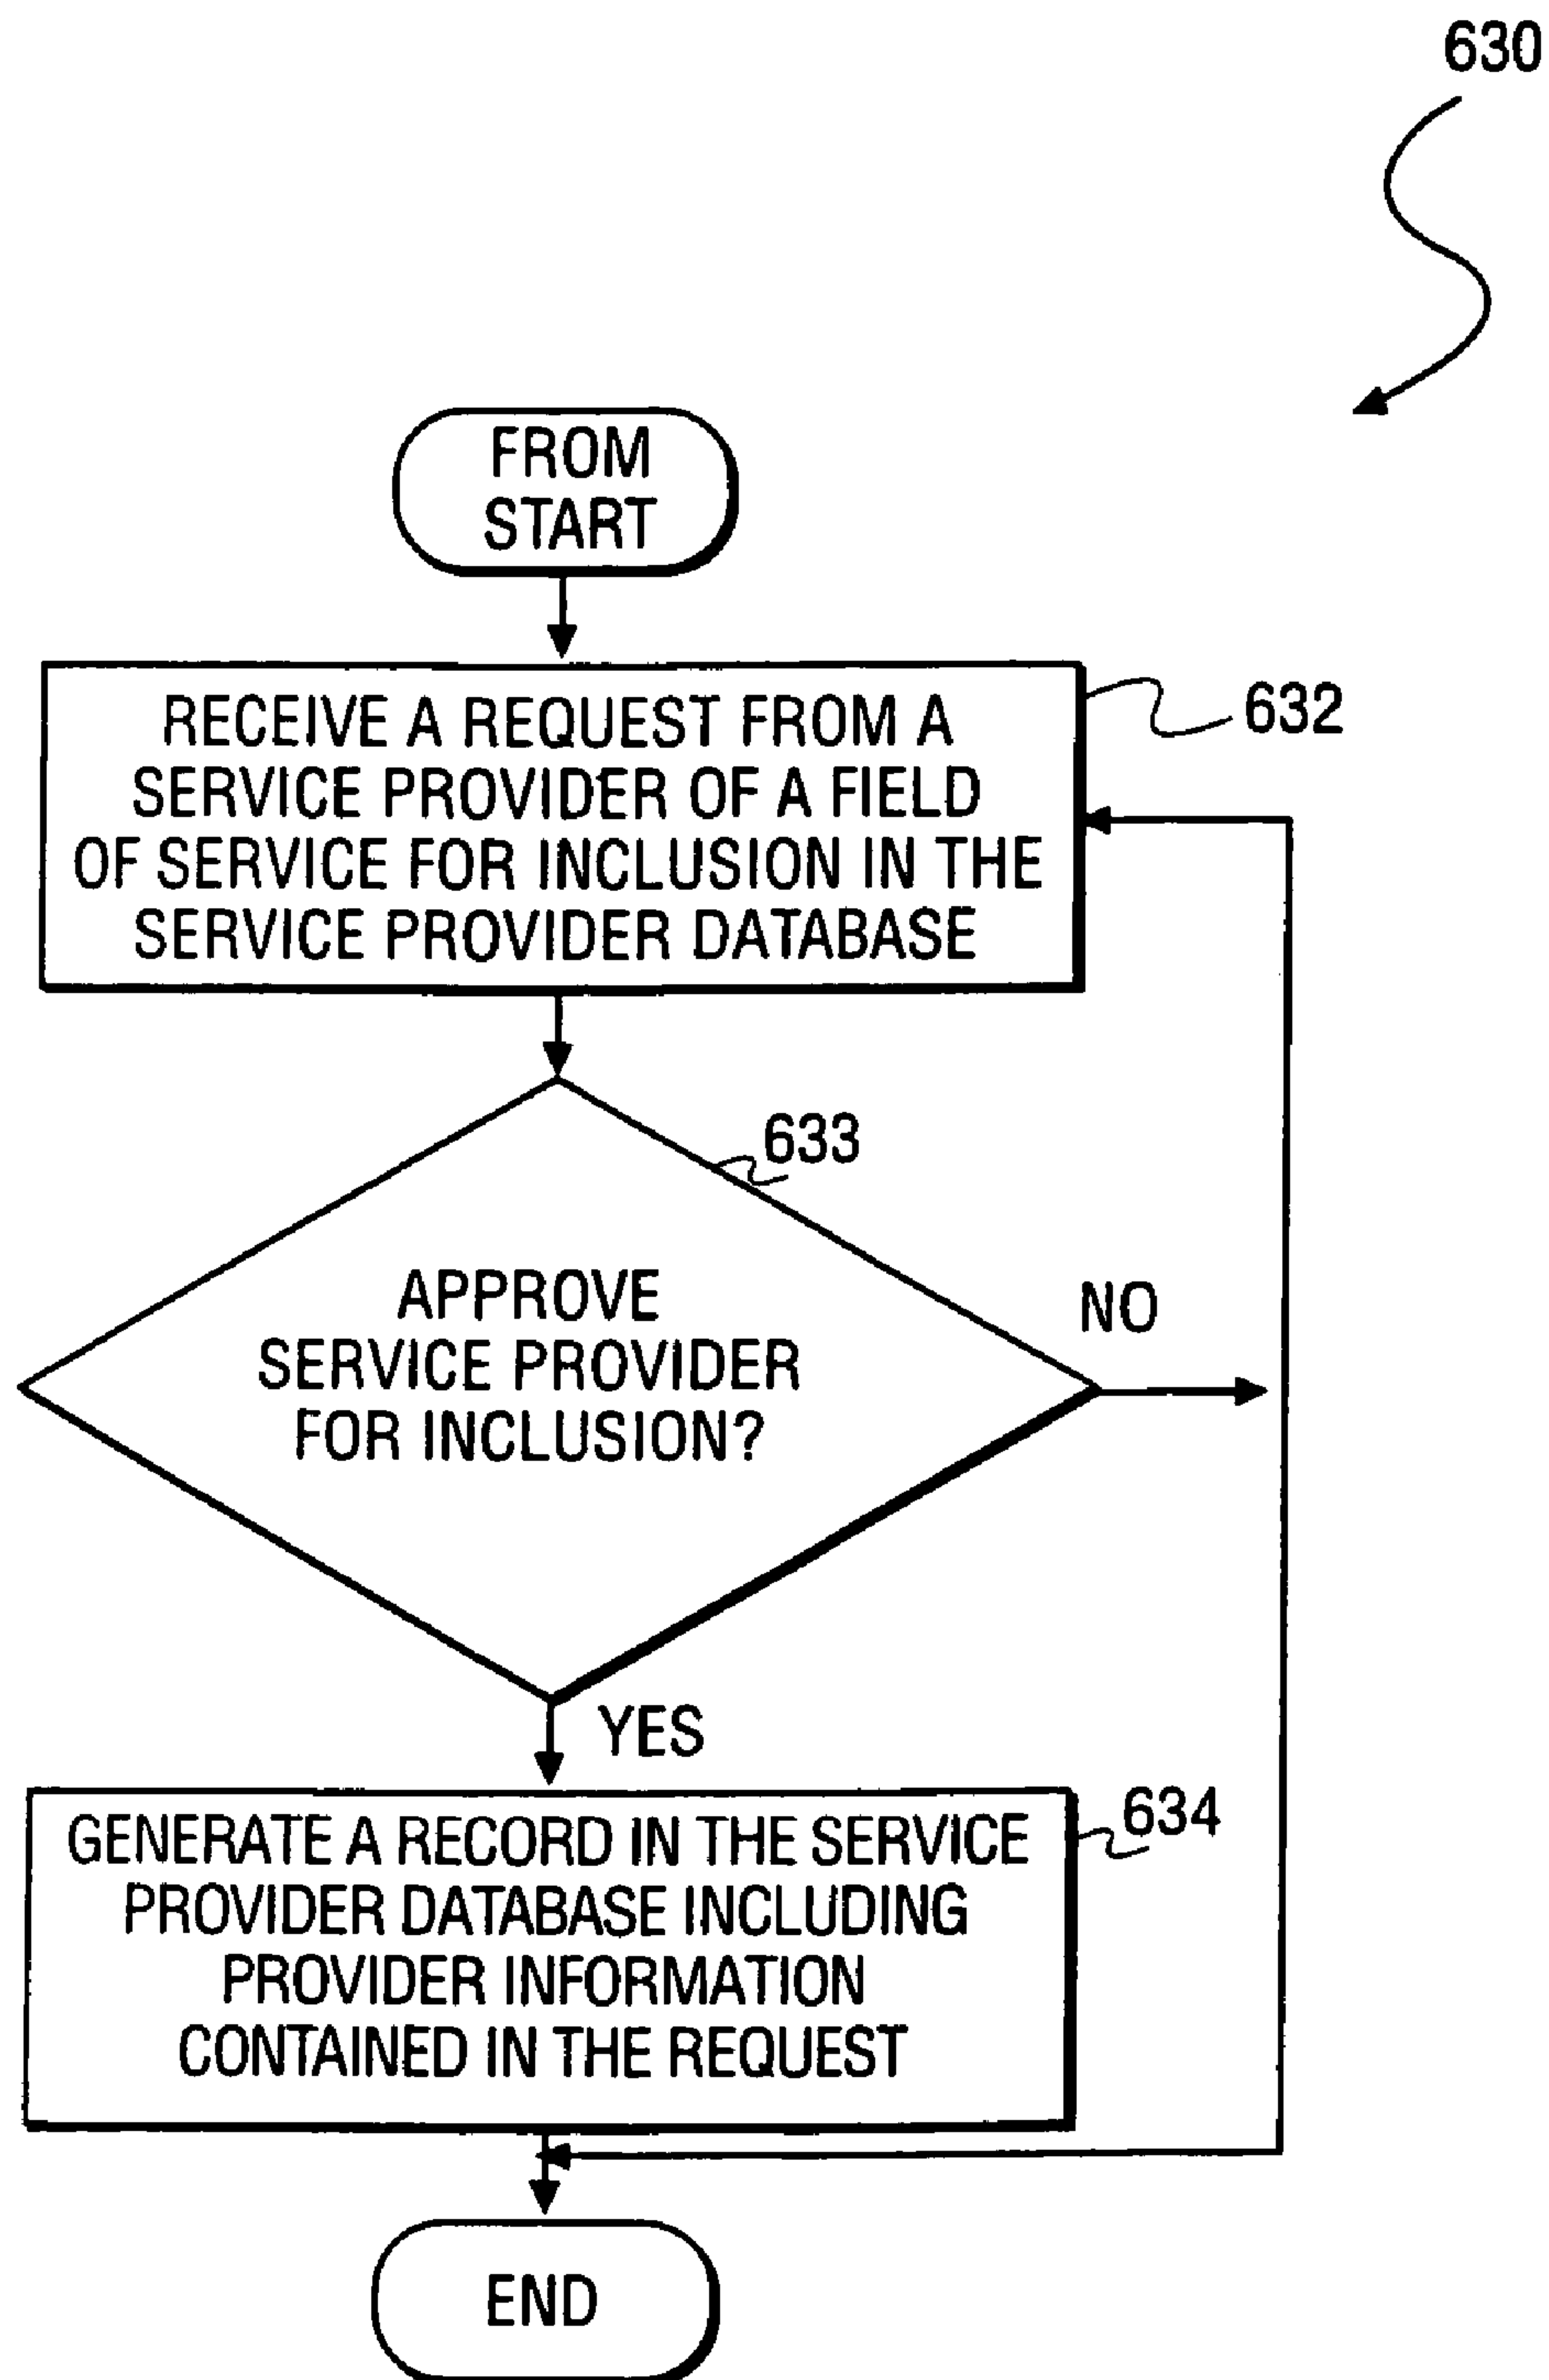 630
FROM
START
RECEIVE A REQUEST FROM A
SERVICE PROVIDER OF A FIELD
OF SERVICE FOR INCLUSION IN THE
SERVICE PROVIDER DATABASE
632
633
APPROVE
SERVICE PROVIDER
FOR INCLUSION?
NO
YES
GENERATE A RECORD IN THE SERVICE
PROVIDER DATABASE INCLUDING
PROVIDER INFORMATION
CONTAINED IN THE REQUEST
634
END